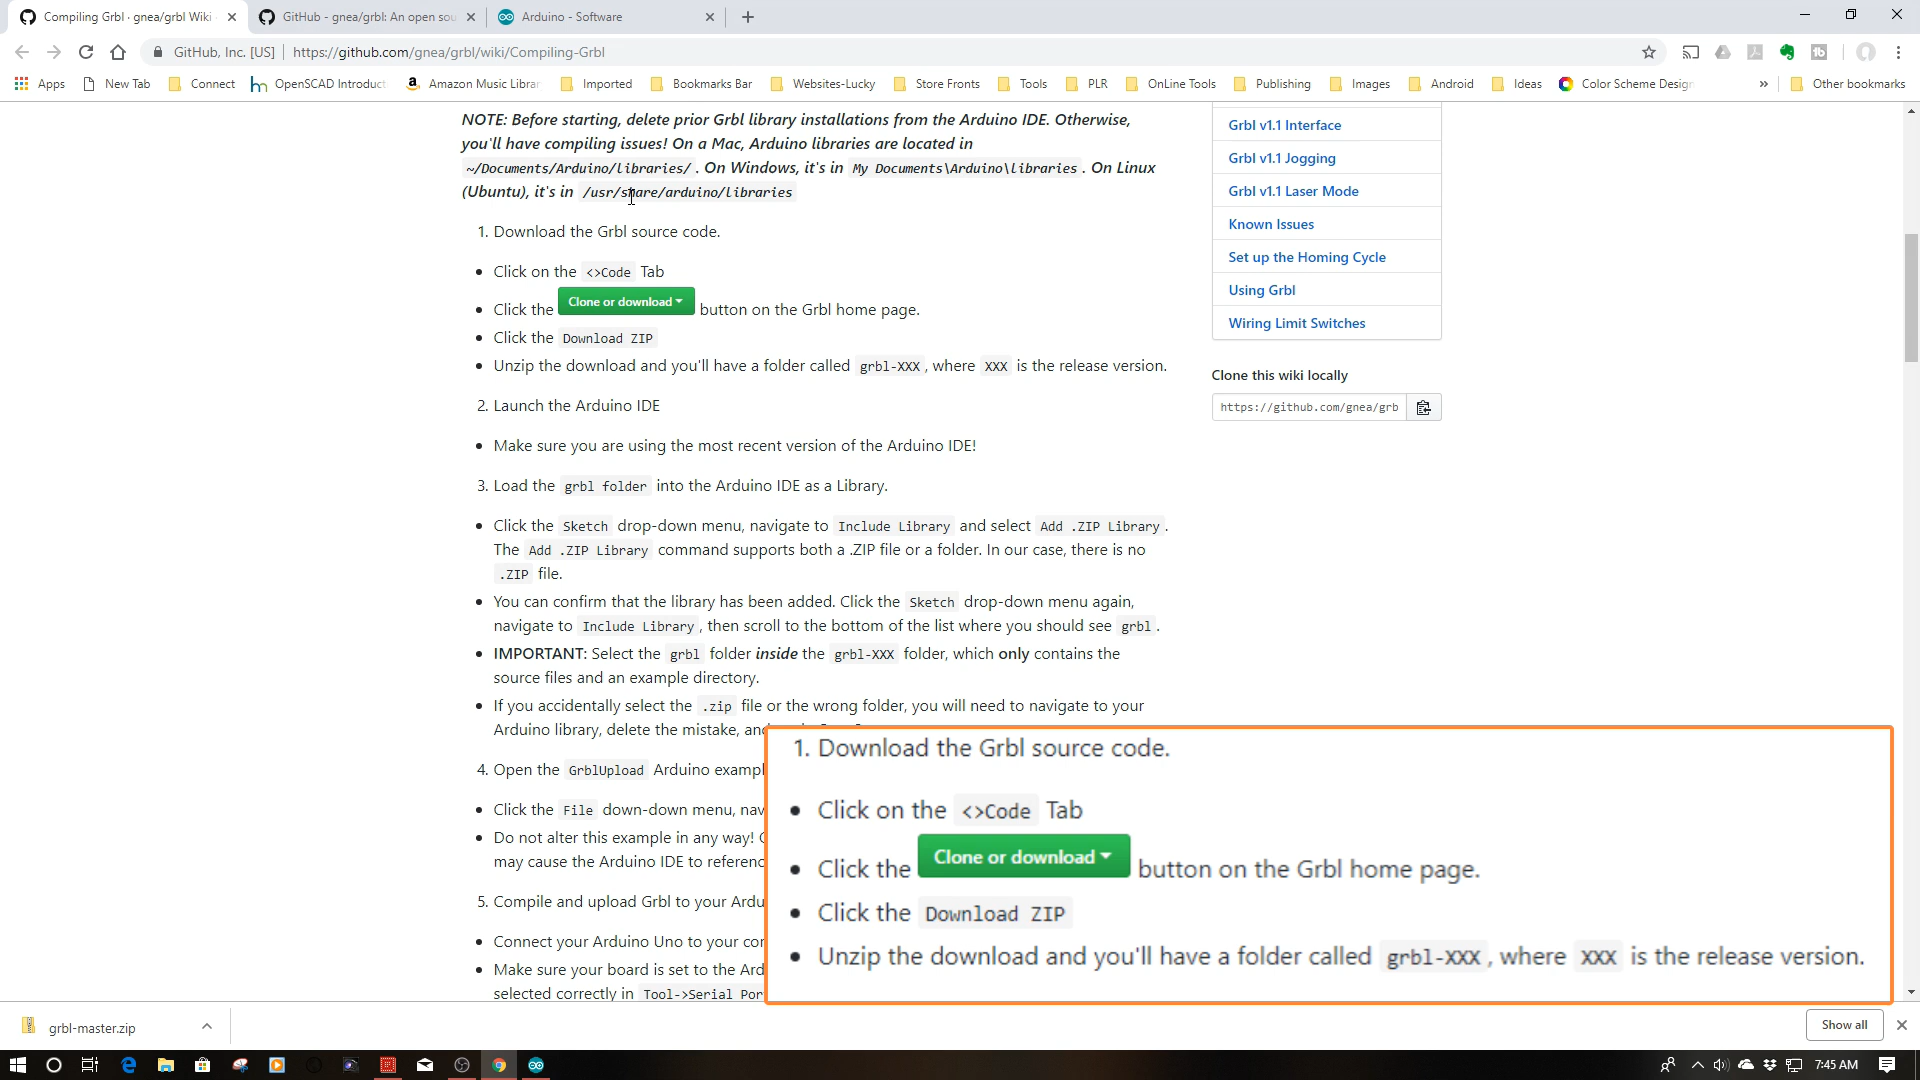 Compiling Grbl · gnea/grbl Wiki
GitHub - gnea/grbl: An open sou
Arduino - Software
GitHub, Inc. [US]
https://github.com/gnea/grbl/wiki/Compiling-Grbl
Apps
New Tab
Connect
OpenSCAD Introduct
Amazon Music Librar
Imported
Bookmarks Bar
Websites-Lucky
Store Fronts
Tools
PLR
OnLine Tools
Publishing
Images
Android
Ideas
Color Scheme Design
»
Other bookmarks
NOTE: Before starting, delete prior Grbl library installations from the Arduino IDE. Otherwise,
you'll have compiling issues! On a Mac, Arduino libraries are located in
~/Documents/Arduino/libraries/ . On Windows, it's in My Documents\Arduino\libraries . On Linux
(Ubuntu), it's in /usr/share/arduino/libraries
1. Download the Grbl source code.
• Click on the <>Code Tab
• Click the Clone or download button on the Grbl home page.
• Click the Download ZIP
• Unzip the download and you'll have a folder called grbl-XXX , where XXX is the release version.
2. Launch the Arduino IDE
• Make sure you are using the most recent version of the Arduino IDE!
3. Load the grbl folder into the Arduino IDE as a Library.
• Click the Sketch drop-down menu, navigate to Include Library and select Add .ZIP Library .
The Add .ZIP Library command supports both a .ZIP file or a folder. In our case, there is no
.ZIP file.
• You can confirm that the library has been added. Click the Sketch drop-down menu again,
navigate to Include Library , then scroll to the bottom of the list where you should see grbl .
• IMPORTANT: Select the grbl folder inside the grbl-XXX folder, which only contains the
source files and an example directory.
• If you accidentally select the .zip file or the wrong folder, you will need to navigate to your
Arduino library, delete the mistake, and
4. Open the GrblUpload Arduino exampl
• Click the File down-down menu, nav
• Do not alter this example in any way!
may cause the Arduino IDE to referenc
5. Compile and upload Grbl to your Ardu
• Connect your Arduino Uno to your cor
• Make sure your board is set to the Ard
selected correctly in Tool->Serial Por
Grbl v1.1 Interface
Grbl v1.1 Jogging
Grbl v1.1 Laser Mode
Known Issues
Set up the Homing Cycle
Using Grbl
Wiring Limit Switches
Clone this wiki locally
https://github.com/gnea/grb
1. Download the Grbl source code.
• Click on the <>Code Tab
• Click the Clone or download button on the Grbl home page.
• Click the Download ZIP
• Unzip the download and you'll have a folder called grbl-XXX , where XXX is the release version.
grbl-master.zip
Show all
7:45 AM